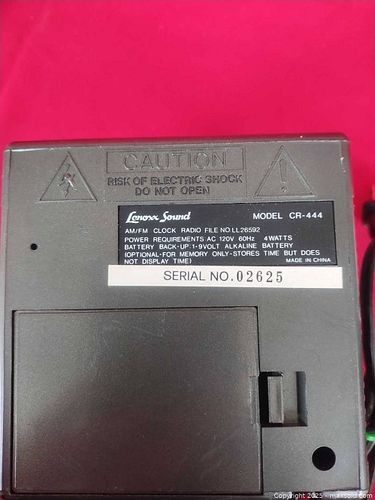 CAUTION
RISK OF ELECTRIC SHOCK
DO NOT OPEN
Lenoxx Sound MODEL CR-444
AM/FM CLOCK RADIO FILE NO.LL26592
POWER REQUIREMENTS:AC 120V 60Hz 4WATTS
BATTERY BACK-UP:1-9VOLT ALKALINE BATTERY
(OPTIONAL-FOR MEMORY ONLY-STORES TIME BUT DOES
NOT DISPLAY TIME) MADE IN CHINA
SERIAL NO.02625
Copyright 2025 - maxsold.com